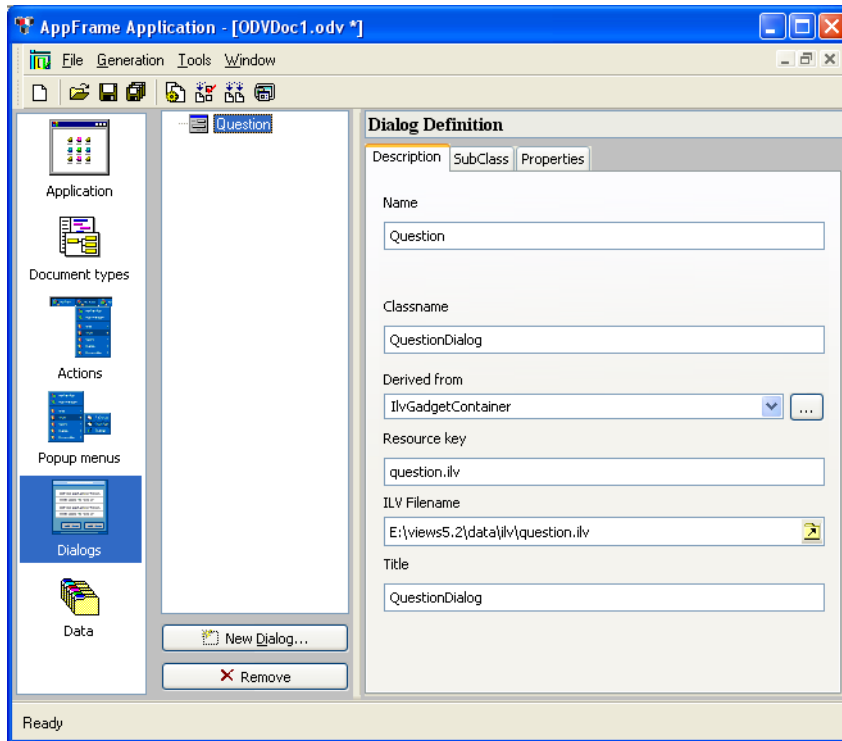 AppFrame Application - [ODVDoc1.odv *]
File Generation Tools Window
Application
Document types
Actions
Popup menus
Dialogs
Data
Question
New Dialog...
Remove
Dialog Definition
Description SubClass Properties
Name
Question
Classname
QuestionDialog
Derived from
IlvGadgetContainer
...
Resource key
question.ilv
ILV Filename
E:\views5.2\data\ilv\question.ilv
Title
QuestionDialog
Ready